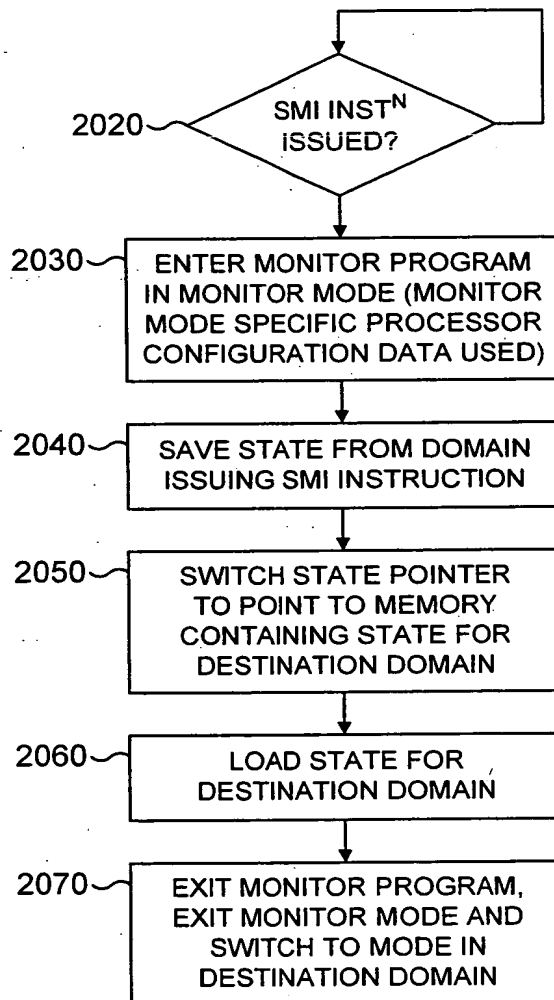 2020
SMI INSTᴺ
ISSUED?
2030
ENTER MONITOR PROGRAM
IN MONITOR MODE (MONITOR
MODE SPECIFIC PROCESSOR
CONFIGURATION DATA USED)
2040
SAVE STATE FROM DOMAIN
ISSUING SMI INSTRUCTION
2050
SWITCH STATE POINTER
TO POINT TO MEMORY
CONTAINING STATE FOR
DESTINATION DOMAIN
2060
LOAD STATE FOR
DESTINATION DOMAIN
2070
EXIT MONITOR PROGRAM,
EXIT MONITOR MODE AND
SWITCH TO MODE IN
DESTINATION DOMAIN